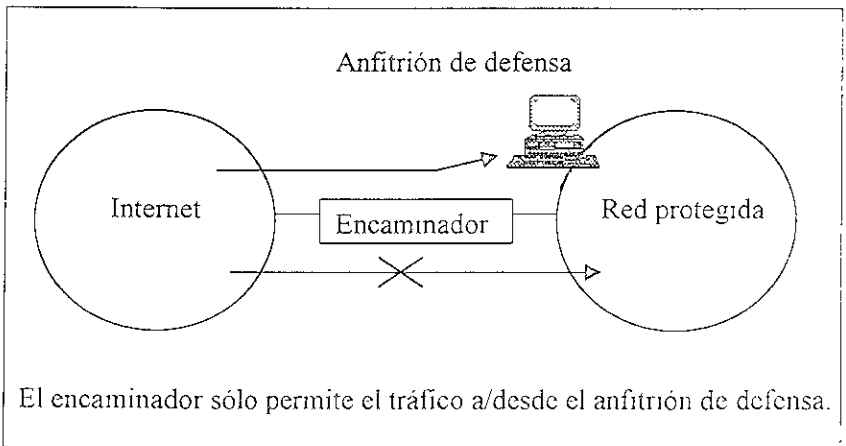 Anfitrión de defensa
Internet
Encaminador
Red protegida
El encaminador sólo permite el tráfico a/desde el anfitrión de defensa.